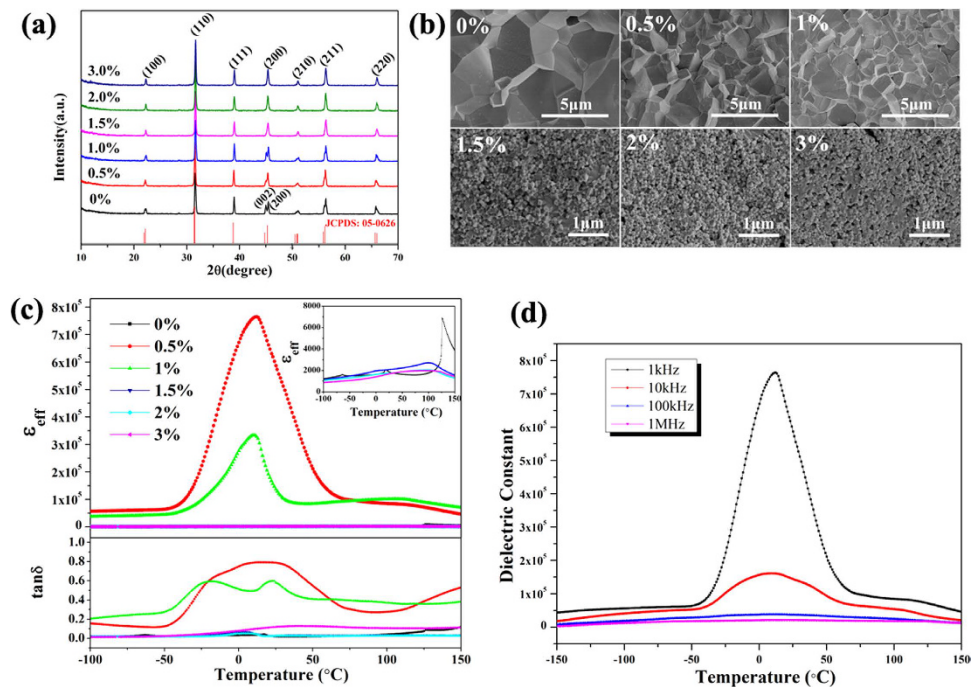 (a)
(110)
(100)
(111)
(200)
(210)
(211)
(220)
3.0%
2.0%
1.5%
1.0%
0.5%
0%
(002)
(200)
JCPDS: 05-0626
Intensity(a.u.)
10 20 30 40 50 60 70
2θ(degree)
(b)
0%
5μm
0.5%
5μm
1%
5μm
1.5%
1μm
2%
1μm
3%
1μm
(c)
8x10⁵
7x10⁵
6x10⁵
5x10⁵
4x10⁵
3x10⁵
2x10⁵
1x10⁵
0
εeff
0%
0.5%
1%
1.5%
2%
3%
8000
6000
4000
2000
0
εeff
-100 -50 0 50 100 150
Temperature (°C)
1.0
0.8
0.6
0.4
0.2
0.0
tanδ
-100 -50 0 50 100 150
Temperature (°C)
(d)
8x10⁵
7x10⁵
6x10⁵
5x10⁵
4x10⁵
3x10⁵
2x10⁵
1x10⁵
0
Dielectric Constant
1kHz
10kHz
100kHz
1MHz
-150 -100 -50 0 50 100 150
Temperature (°C)